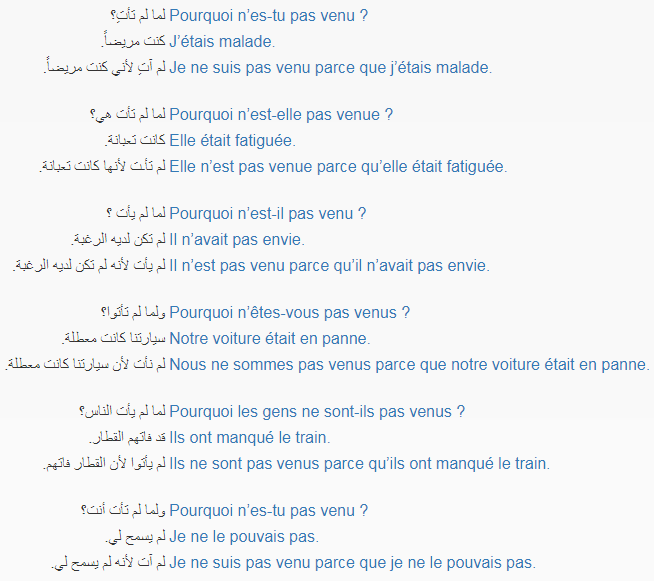 لما لم تأتِ؟ Pourquoi n’es-tu pas venu ?
كنت مريضاً. J’étais malade.
لم آتِ لأني كنت مريضاً. Je ne suis pas venu parce que j’étais malade.
لما لم تأت هي؟ Pourquoi n’est-elle pas venue ?
كانت تعبانة. Elle était fatiguée.
لم تأت لأنها كانت تعبانة. Elle n’est pas venue parce qu’elle était fatiguée.
لما لم يأت ؟ Pourquoi n’est-il pas venu ?
لم تكن لديه الرغبة. Il n’avait pas envie.
لم يأت لأنه لم تكن لديه الرغبة. Il n’est pas venu parce qu’il n’avait pas envie.
ولما لم تأتوا؟ Pourquoi n’êtes-vous pas venus ?
سيارتنا كانت معطلة. Notre voiture était en panne.
لم نأت لأن سيارتنا كانت معطلة. Nous ne sommes pas venus parce que notre voiture était en panne.
لما لم يأت الناس؟ Pourquoi les gens ne sont-ils pas venus ?
قد فاتهم القطار. Ils ont manqué le train.
لم يأتوا لأن القطار فاتهم. Ils ne sont pas venus parce qu’ils ont manqué le train.
ولما لم تأت أنت؟ Pourquoi n’es-tu pas venu ?
لم يسمح لي. Je ne le pouvais pas.
لم آت لأنه لم يسمح لي. Je ne suis pas venu parce que je ne le pouvais pas.